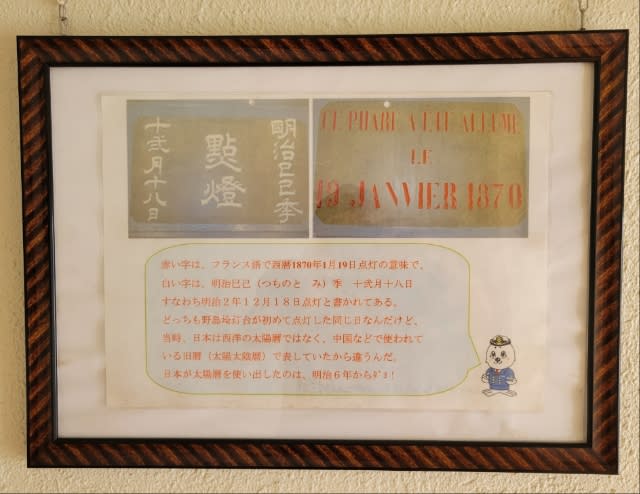 明治己巳季
點燈
十弐月十八日
CE PHARE A ÉTÉ ALLUMÉ
LE
19 JANVIER 1870
赤い字は、フランス語で西暦1870年1月19日点灯の意味で、
白い字は、明治己巳（つちのと　み）季　十弐月十八日
すなわち明治２年１２月１８日点灯と書かれてある。
どっちも野島埼灯台が初めて点灯した同じ日なんだけど、
当時、日本は西洋の太陽暦ではなく、中国などで使われて
いる旧暦（太陽太陰暦）で表していたから違うんだ。
日本が太陽暦を使い出したのは、明治６年からﾀﾞﾖ！